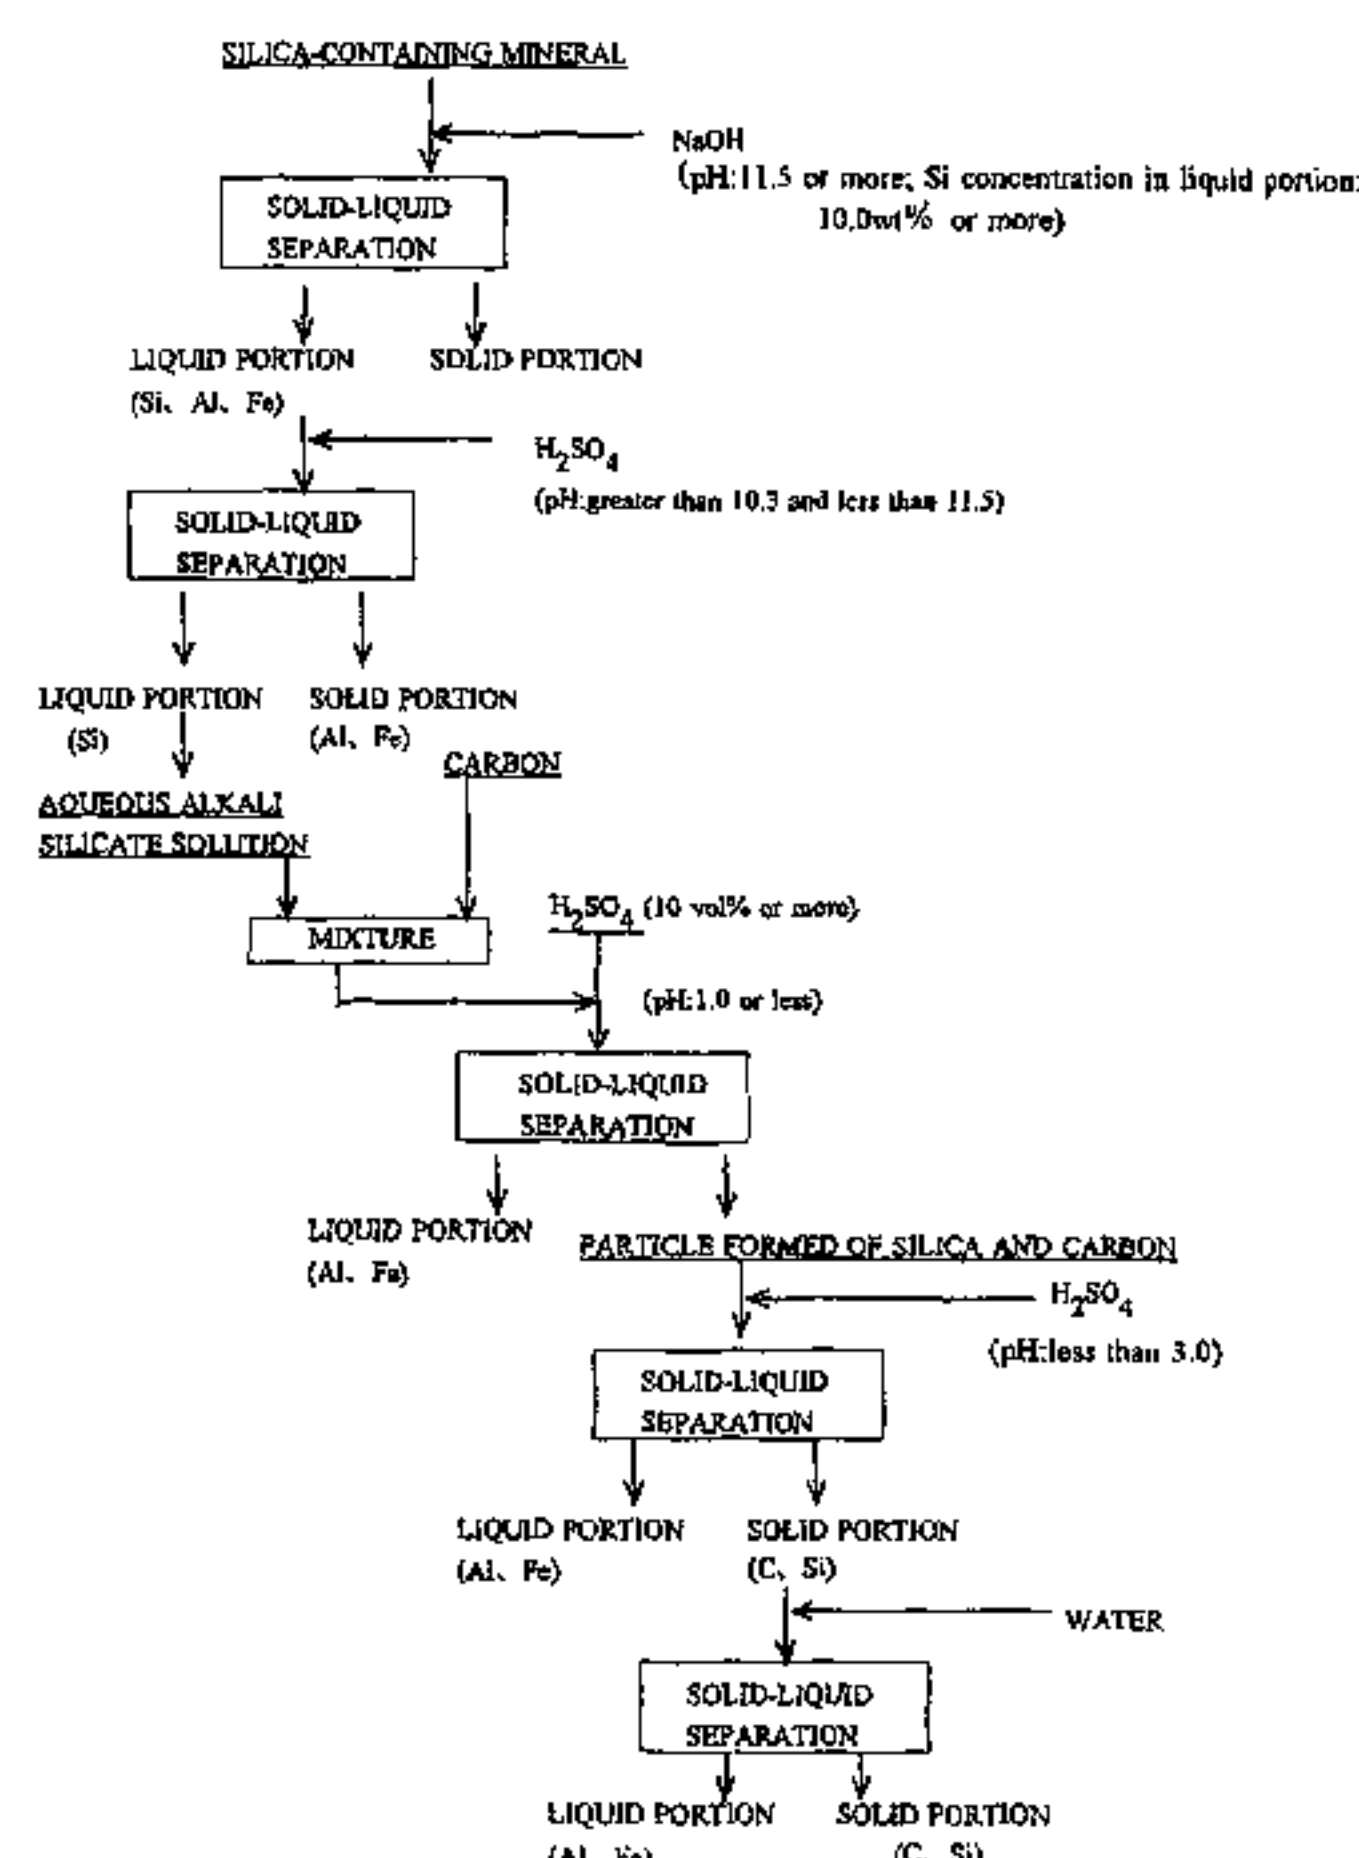 SILICA-CONTAINING MINERAL
NaOH
(pH:11.5 or more; Si concentration in liquid portion:
10.0wt% or more)
SOLID-LIQUID
SEPARATION
LIQUID PORTION
(Si、Al、Fe)
SOLID PORTION
H2SO4
(pH:greater than 10.3 and less than 11.5)
SOLID-LIQUID
SEPARATION
LIQUID PORTION
(Si)
SOLID PORTION
(Al、Fe)
CARBON
AQUEOUS ALKALI
SILICATE SOLUTION
MIXTURE
H2SO4 (10 vol% or more)
(pH:1.0 or less)
SOLID-LIQUID
SEPARATION
LIQUID PORTION
(Al、Fe)
PARTICLE FORMED OF SILICA AND CARBON
H2SO4
(pH:less than 3.0)
SOLID-LIQUID
SEPARATION
LIQUID PORTION
(Al、Fe)
SOLID PORTION
(C、Si)
WATER
SOLID-LIQUID
SEPARATION
LIQUID PORTION
(Al、Fe)
SOLID PORTION
(C、Si)